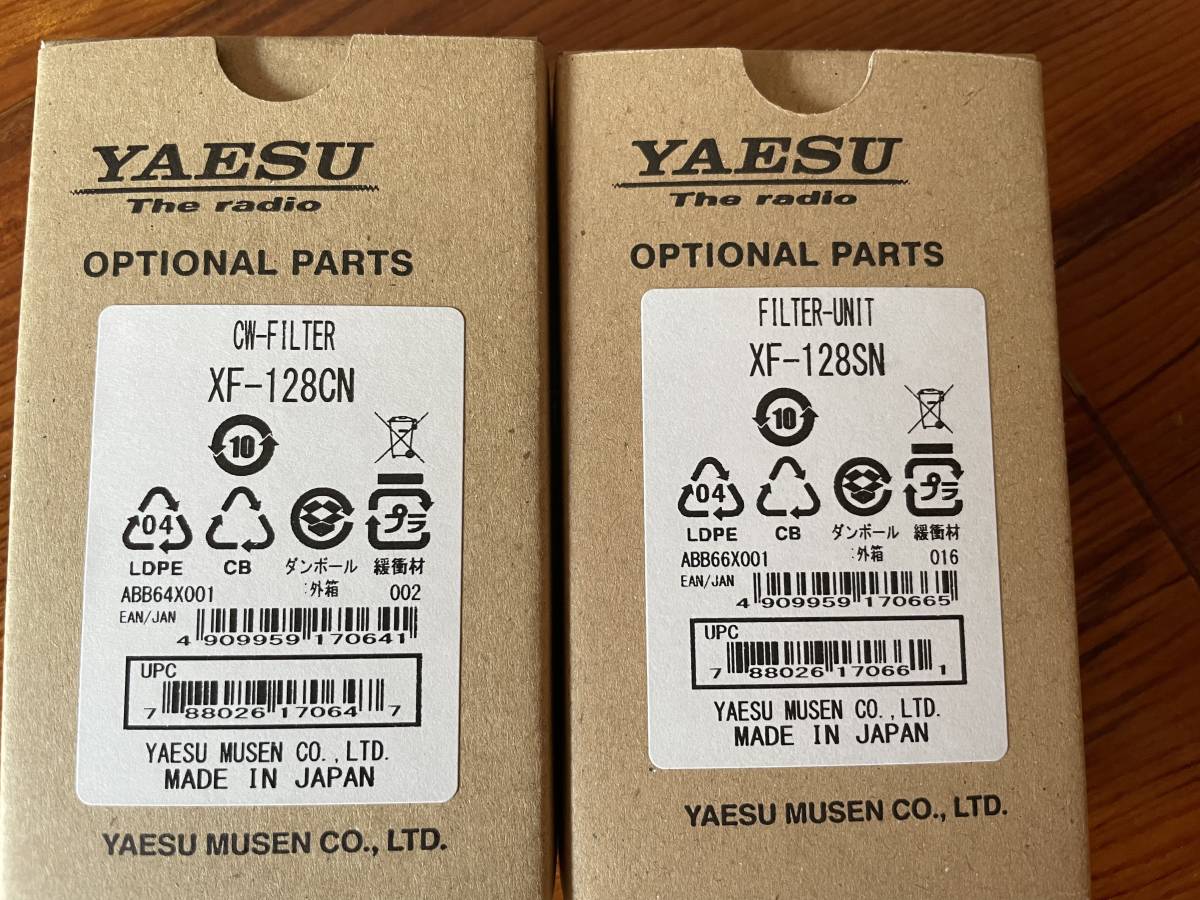 YAESU
The radio
OPTIONAL PARTS
CW-FILTER
XF-128CN
10
04
プラ
LDPE
CB
ダンボール
:外箱
緩衝材
ABB64X001
002
EAN/JAN
4 909959 170641
UPC
7 88026 17064 7
YAESU MUSEN CO.,LTD.
MADE IN JAPAN
YAESU MUSEN CO., LTD.
YAESU
The radio
OPTIONAL PARTS
FILTER-UNIT
XF-128SN
10
04
プラ
LDPE
CB
ダンボール
:外箱
緩衝材
ABB66X001
016
EAN/JAN
4 909959 170665
UPC
7 88026 17066 1
YAESU MUSEN CO.,LTD.
MADE IN JAPAN
YAESU MUSEN CO., LTD.